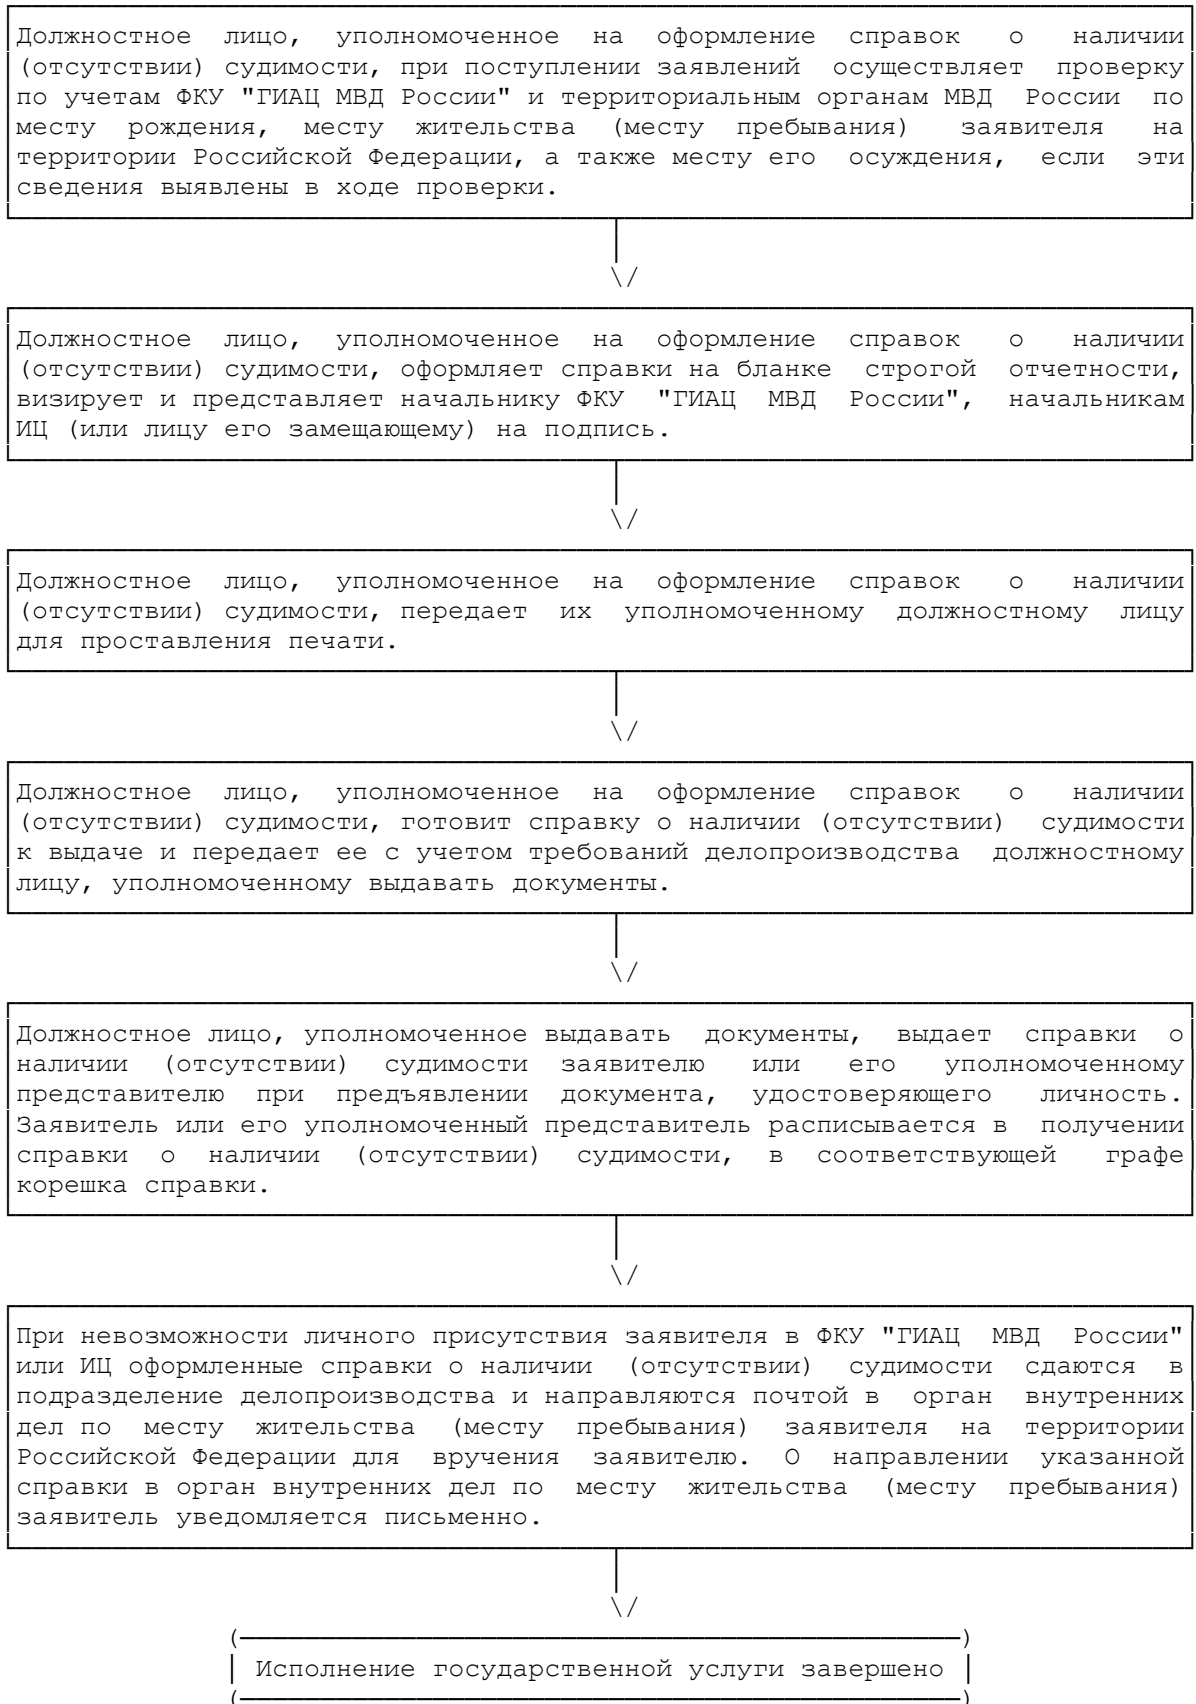 Должностное лицо, уполномоченное на оформление справок о наличии
(отсутствии) судимости, при поступлении заявлений осуществляет проверку
по учетам ФКУ "ГИАЦ МВД России" и территориальным органам МВД России по
месту рождения, месту жительства (месту пребывания) заявителя на
территории Российской Федерации, а также месту его осуждения, если эти
сведения выявлены в ходе проверки.
\/
Должностное лицо, уполномоченное на оформление справок о наличии
(отсутствии) судимости, оформляет справки на бланке строгой отчетности,
визирует и представляет начальнику ФКУ "ГИАЦ МВД России", начальникам
ИЦ (или лицу его замещающему) на подпись.
\/
Должностное лицо, уполномоченное на оформление справок о наличии
(отсутствии) судимости, передает их уполномоченному должностному лицу
для проставления печати.
\/
Должностное лицо, уполномоченное на оформление справок о наличии
(отсутствии) судимости, готовит справку о наличии (отсутствии) судимости
к выдаче и передает ее с учетом требований делопроизводства должностному
лицу, уполномоченному выдавать документы.
\/
Должностное лицо, уполномоченное выдавать документы, выдает справки о
наличии (отсутствии) судимости заявителю или его уполномоченному
представителю при предъявлении документа, удостоверяющего личность.
Заявитель или его уполномоченный представитель расписывается в получении
справки о наличии (отсутствии) судимости, в соответствующей графе
корешка справки.
\/
При невозможности личного присутствия заявителя в ФКУ "ГИАЦ МВД России"
или ИЦ оформленные справки о наличии (отсутствии) судимости сдаются в
подразделение делопроизводства и направляются почтой в орган внутренних
дел по месту жительства (месту пребывания) заявителя на территории
Российской Федерации для вручения заявителю. О направлении указанной
справки в орган внутренних дел по месту жительства (месту пребывания)
заявитель уведомляется письменно.
\/
Исполнение государственной услуги завершено